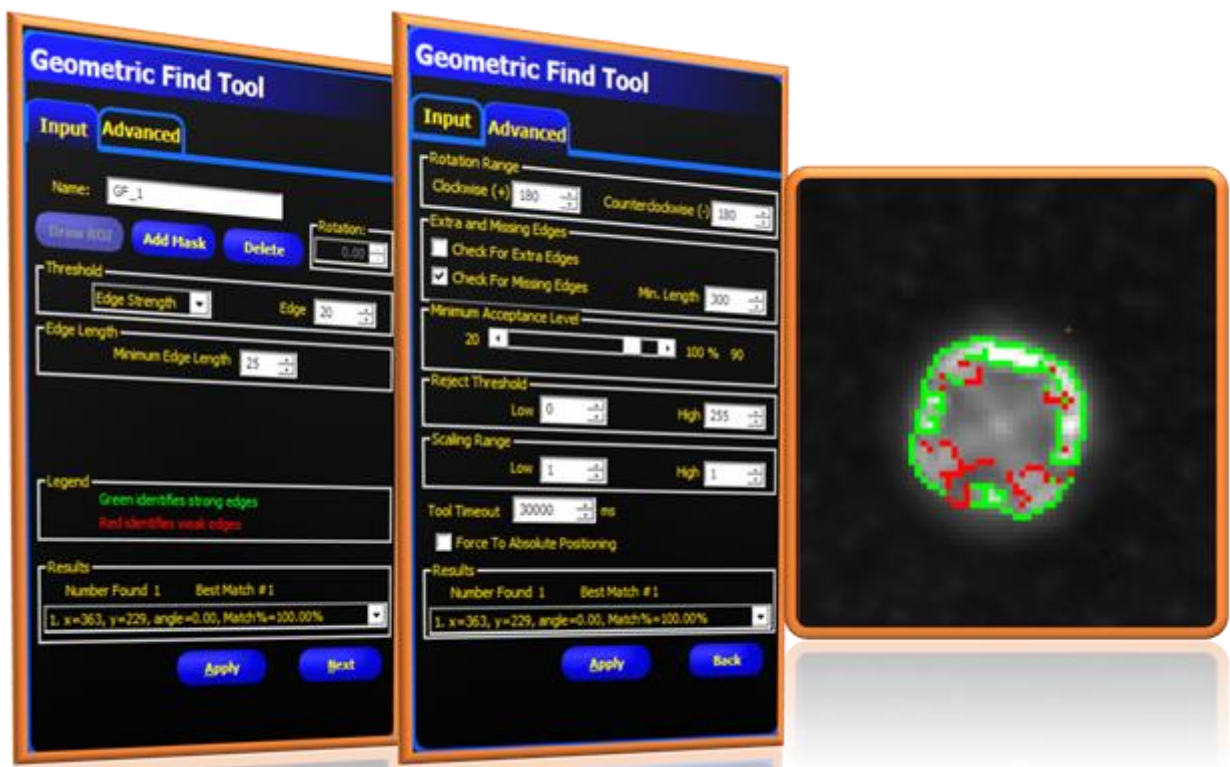 Geometric Find Tool
Input Advanced
Name: GF_1
Draw ROI Add Mask Delete Rotation: 0.00
Threshold
Edge Strength Edge 20
Edge Length
Minimum Edge Length 25
Legend
Green identifies strong edges
Red identifies weak edges
Results
Number Found 1 Best Match #1
1. x=363, y=229, angle=0.00, Match%=100.00%
Apply Next
Geometric Find Tool
Input Advanced
Rotation Range
Clockwise (+) 180 Counterclockwise (-) 180
Extra and Missing Edges
Check For Extra Edges
Check For Missing Edges Min. Length 300
Minimum Acceptance Level
20 100 % 90
Reject Threshold
Low 0 High 255
Scaling Range
Low 1 High 1
Tool Timeout 30000 ms
Force To Absolute Positioning
Results
Number Found 1 Best Match #1
1. x=363, y=229, angle=0.00, Match%=100.00%
Apply Back